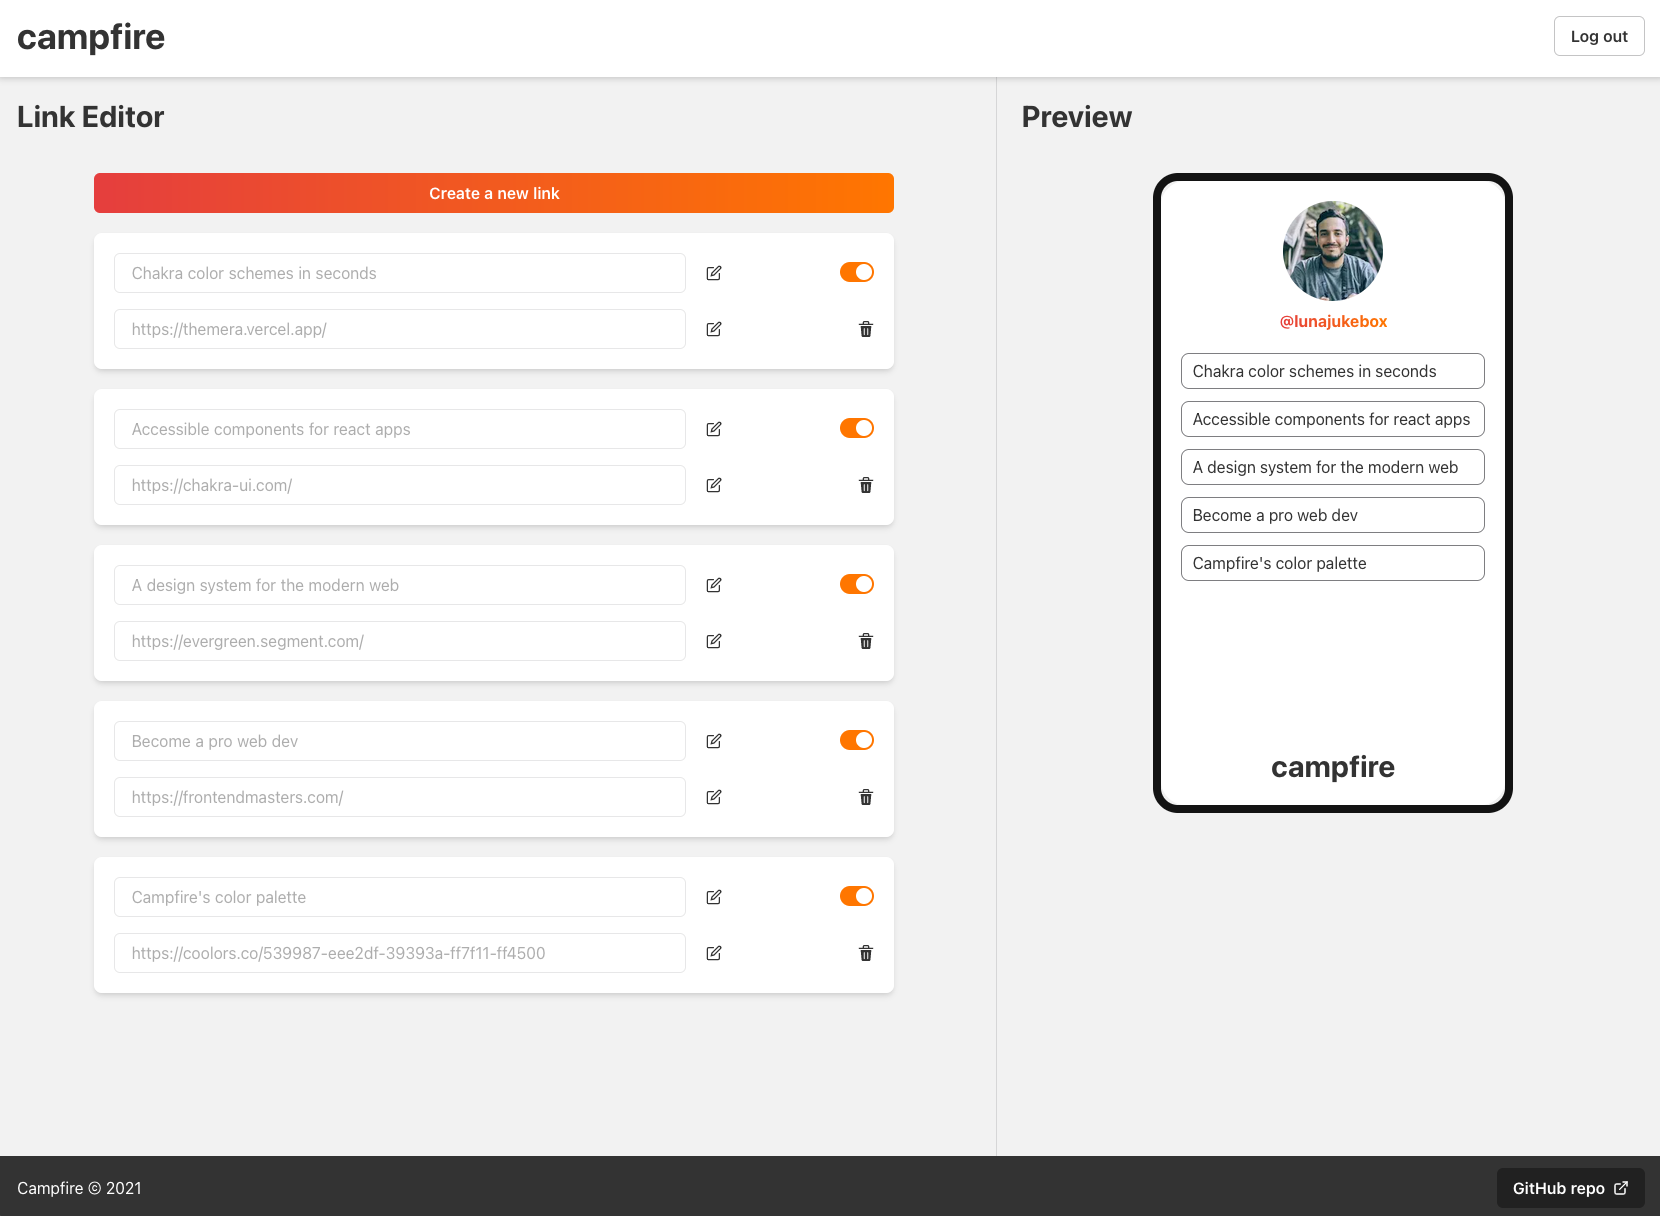 campfire
Log out
Link Editor
Create a new link
Chakra color schemes in seconds
https://themera.vercel.app/
Accessible components for react apps
https://chakra-ui.com/
A design system for the modern web
https://evergreen.segment.com/
Become a pro web dev
https://frontendmasters.com/
Campfire's color palette
https://coolors.co/539987-eee2df-39393a-ff7f11-ff4500
Preview
@lunajukebox
Chakra color schemes in seconds
Accessible components for react apps
A design system for the modern web
Become a pro web dev
Campfire's color palette
campfire
Campfire © 2021
GitHub repo